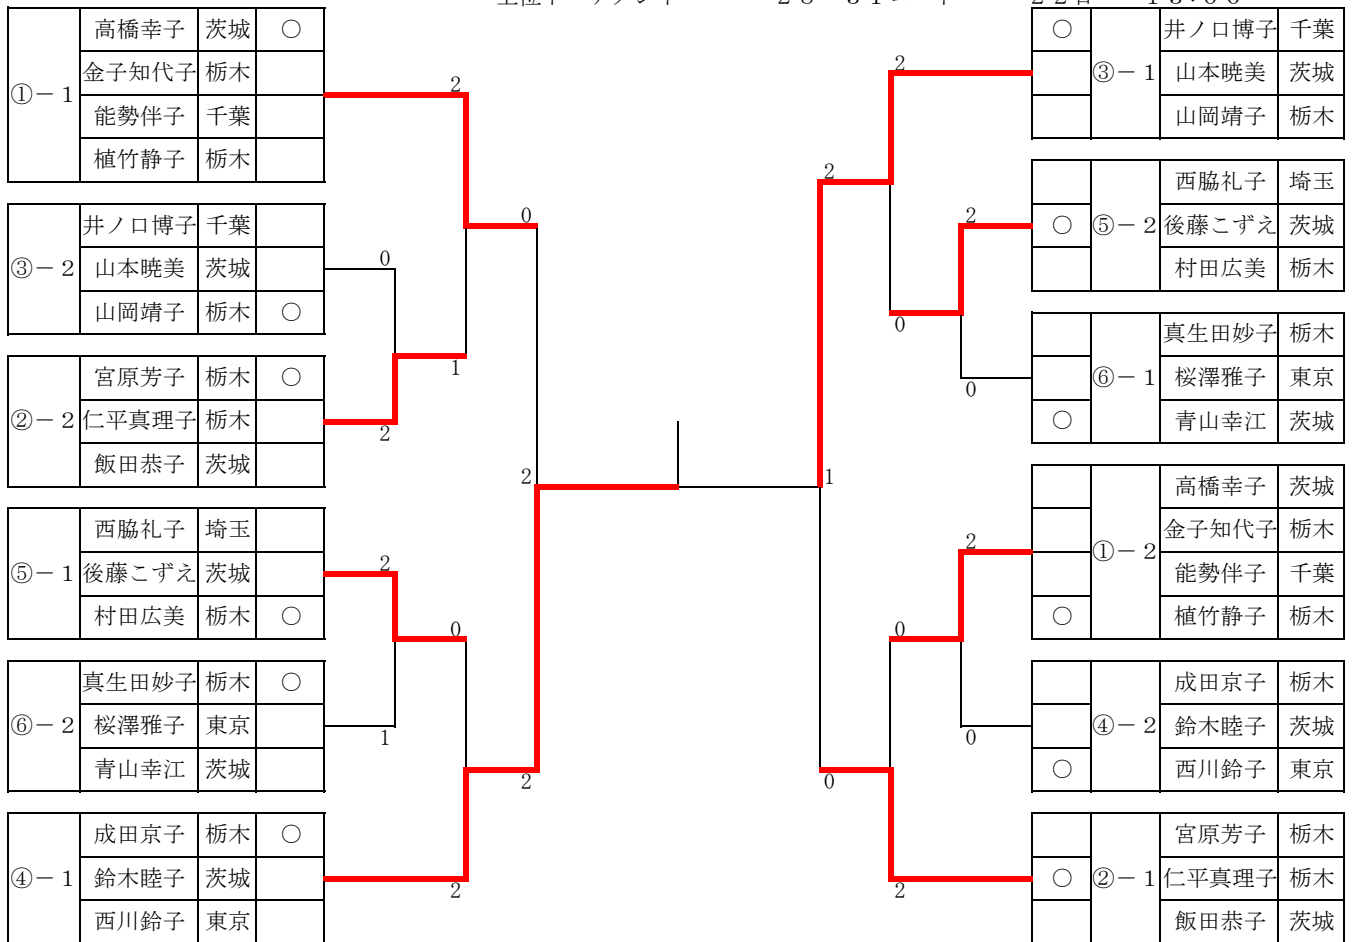 ①－1
高橋幸子 茨城 ○
金子知代子 栃木
能勢伴子 千葉
植竹静子 栃木
③－2
井ノ口博子 千葉
山本暁美 茨城
山岡靖子 栃木 ○
②－2
宮原芳子 栃木 ○
仁平真理子 栃木
飯田恭子 茨城
⑤－1
西脇礼子 埼玉
後藤こずえ 茨城
村田広美 栃木 ○
⑥－2
真生田妙子 栃木 ○
桜澤雅子 東京
青山幸江 茨城
④－1
成田京子 栃木 ○
鈴木睦子 茨城
西川鈴子 東京
2
0
0
1
2
2
2
0
1
2
2
2
2
2
0
0
1
2
0
0
0
2
③－1
○ 井ノ口博子 千葉
山本暁美 茨城
山岡靖子 栃木
⑤－2
西脇礼子 埼玉
○ 後藤こずえ 茨城
村田広美 栃木
⑥－1
真生田妙子 栃木
桜澤雅子 東京
○ 青山幸江 茨城
①－2
高橋幸子 茨城
金子知代子 栃木
能勢伴子 千葉
○ 植竹静子 栃木
④－2
成田京子 栃木
鈴木睦子 茨城
○ 西川鈴子 東京
②－1
宮原芳子 栃木
○ 仁平真理子 栃木
飯田恭子 茨城